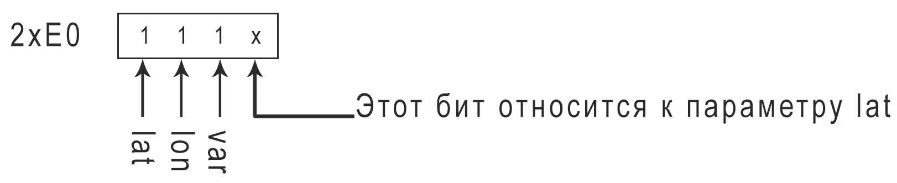 2xE0 1 1 1 x
Этот бит относится к параметру lat
lat lon var